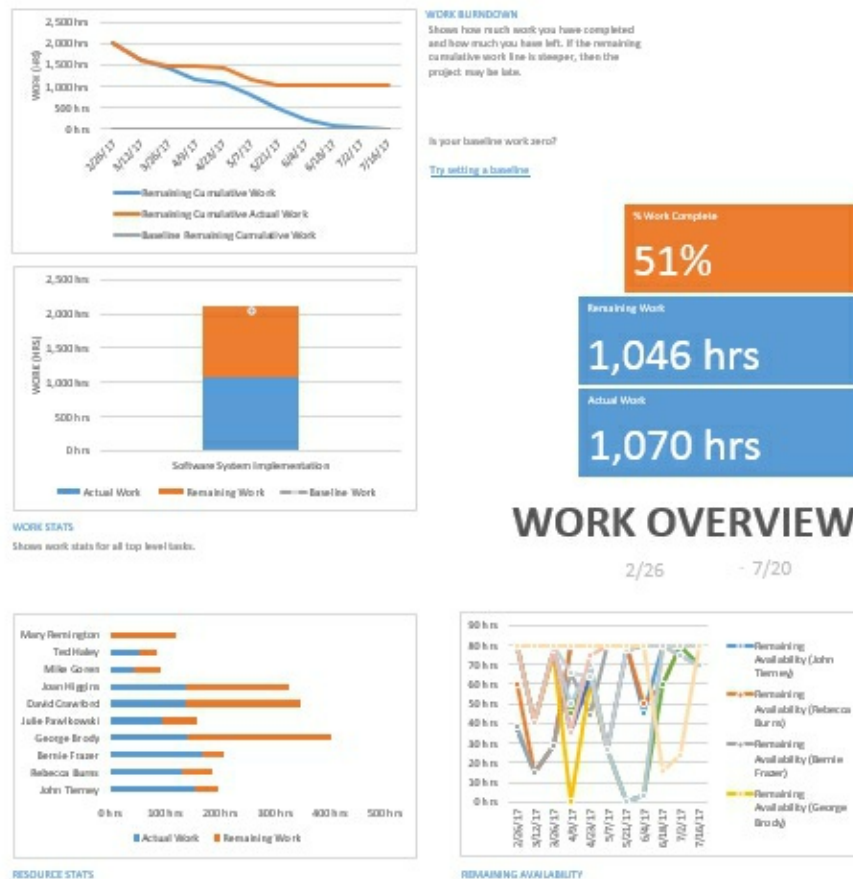 2,500 hrs
2,000 hrs
1,500 hrs
1,000 hrs
500 hrs
0 hrs
WORK (HRS)
2/26/17
3/12/17
3/26/17
4/9/17
4/23/17
5/7/17
5/21/17
6/4/17
6/18/17
7/2/17
7/16/17
Remaining Cumulative Work
Remaining Cumulative Actual Work
Baseline Remaining Cumulative Work
WORK BURNDOWN
Shows how much work you have completed
and how much you have left. If the remaining
cumulative work line is steeper, then the
project may be late.
Is your baseline work zero?
Try setting a baseline
% Work Complete
51%
Remaining Work
1,046 hrs
Actual Work
1,070 hrs
2,500 hrs
2,000 hrs
1,500 hrs
1,000 hrs
500 hrs
0 hrs
WORK (HRS)
Software System Implementation
Actual Work
Remaining Work
Baseline Work
WORK STATS
Shows work stats for all top level tasks.
WORK OVERVIEW
2/26 - 7/20
Mary Remington
Ted Haley
Mike Goren
Joan Higgins
David Crawford
Julie Pawlkowski
George Brody
Bernie Frazer
Rebecca Burns
John Tierney
0 hrs 100 hrs 200 hrs 300 hrs 400 hrs 500 hrs
Actual Work Remaining Work
RESOURCE STATS
90 hrs
80 hrs
70 hrs
60 hrs
50 hrs
40 hrs
30 hrs
20 hrs
10 hrs
0 hrs
2/26/17
3/12/17
3/26/17
4/9/17
4/23/17
5/7/17
5/21/17
6/4/17
6/18/17
7/2/17
7/16/17
Remaining
Availability (John
Tierney)
Remaining
Availability (Rebecca
Burns)
Remaining
Availability (Bernie
Frazer)
Remaining
Availability (George
Brody)
REMAINING AVAILABILITY